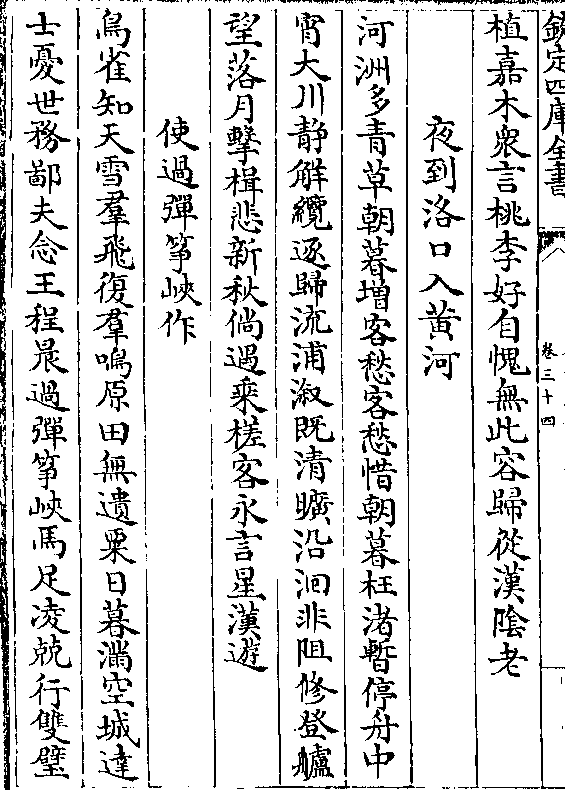 欽定四庫全書
卷三十四
植嘉木衆言桃李好自愧無此容歸從漢陰老
夜到洛口入黄河
河洲多青草朝暮增客愁客愁惜朝暮枉渚暫停舟中
宵大川静解纜逐歸流浦溆既清曠沿洄非阻修登艫
望落月擊楫悲新秋倘遇乘槎客永言星漢遊
使過彈筝峽作
鳥雀知天雪羣飛復羣鳴原田無遺粟日暮滿空城達
士憂世務鄙夫念王程晨過彈筝峽馬足凌兢行雙璧